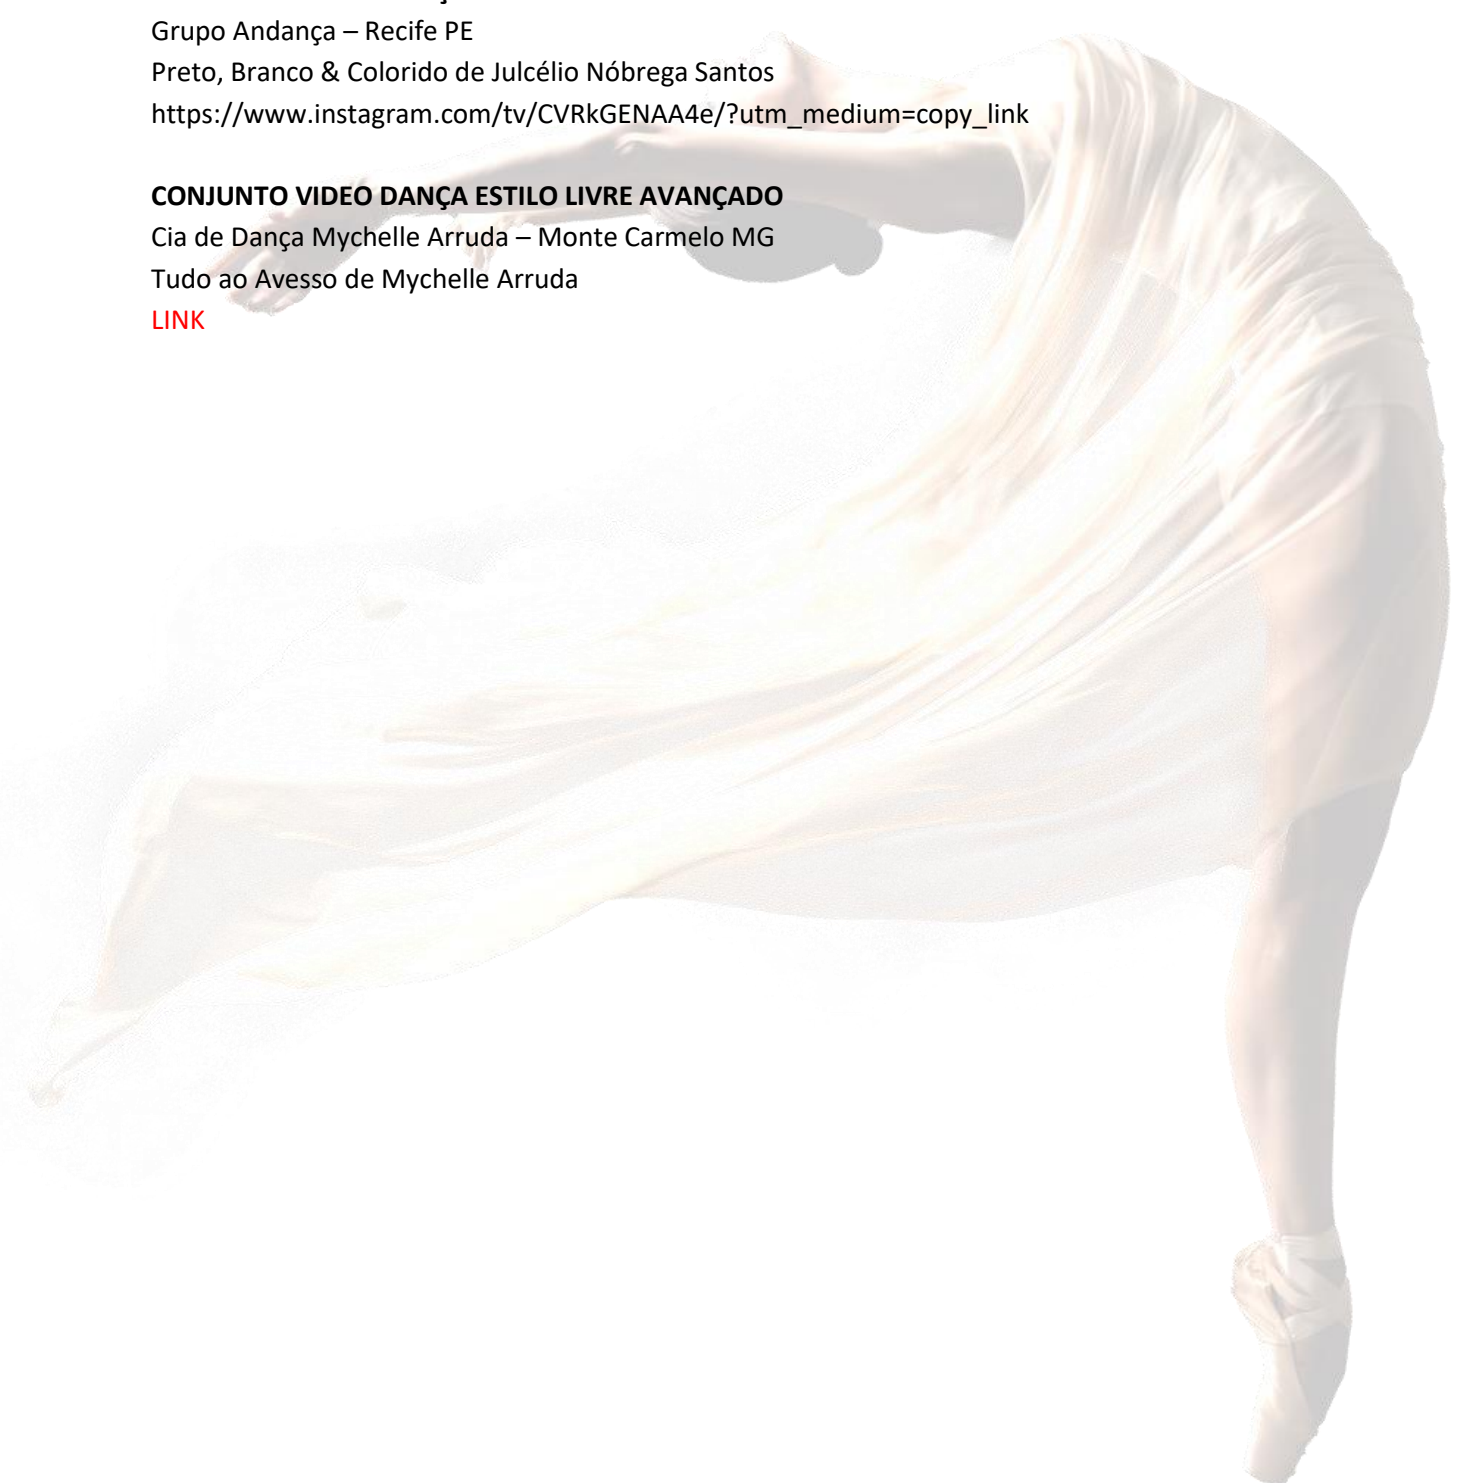 Grupo Andança – Recife PE
Preto, Branco & Colorido de Julcélio Nóbrega Santos
https://www.instagram.com/tv/CVRkGENAA4e/?utm_medium=copy_link
CONJUNTO VIDEO DANÇA ESTILO LIVRE AVANÇADO
Cia de Dança Mychelle Arruda – Monte Carmelo MG
Tudo ao Avesso de Mychelle Arruda
LINK